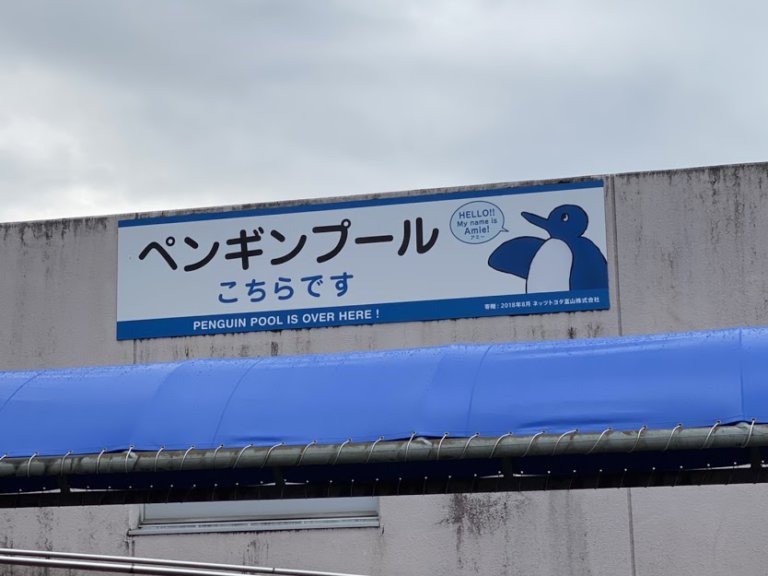 ペンギンプール
こちらです
PENGUIN POOL IS OVER HERE !
HELLO!!
My name is
Amie!
アミー
寄贈：2018年8月 ネッツトヨタ富山株式会社